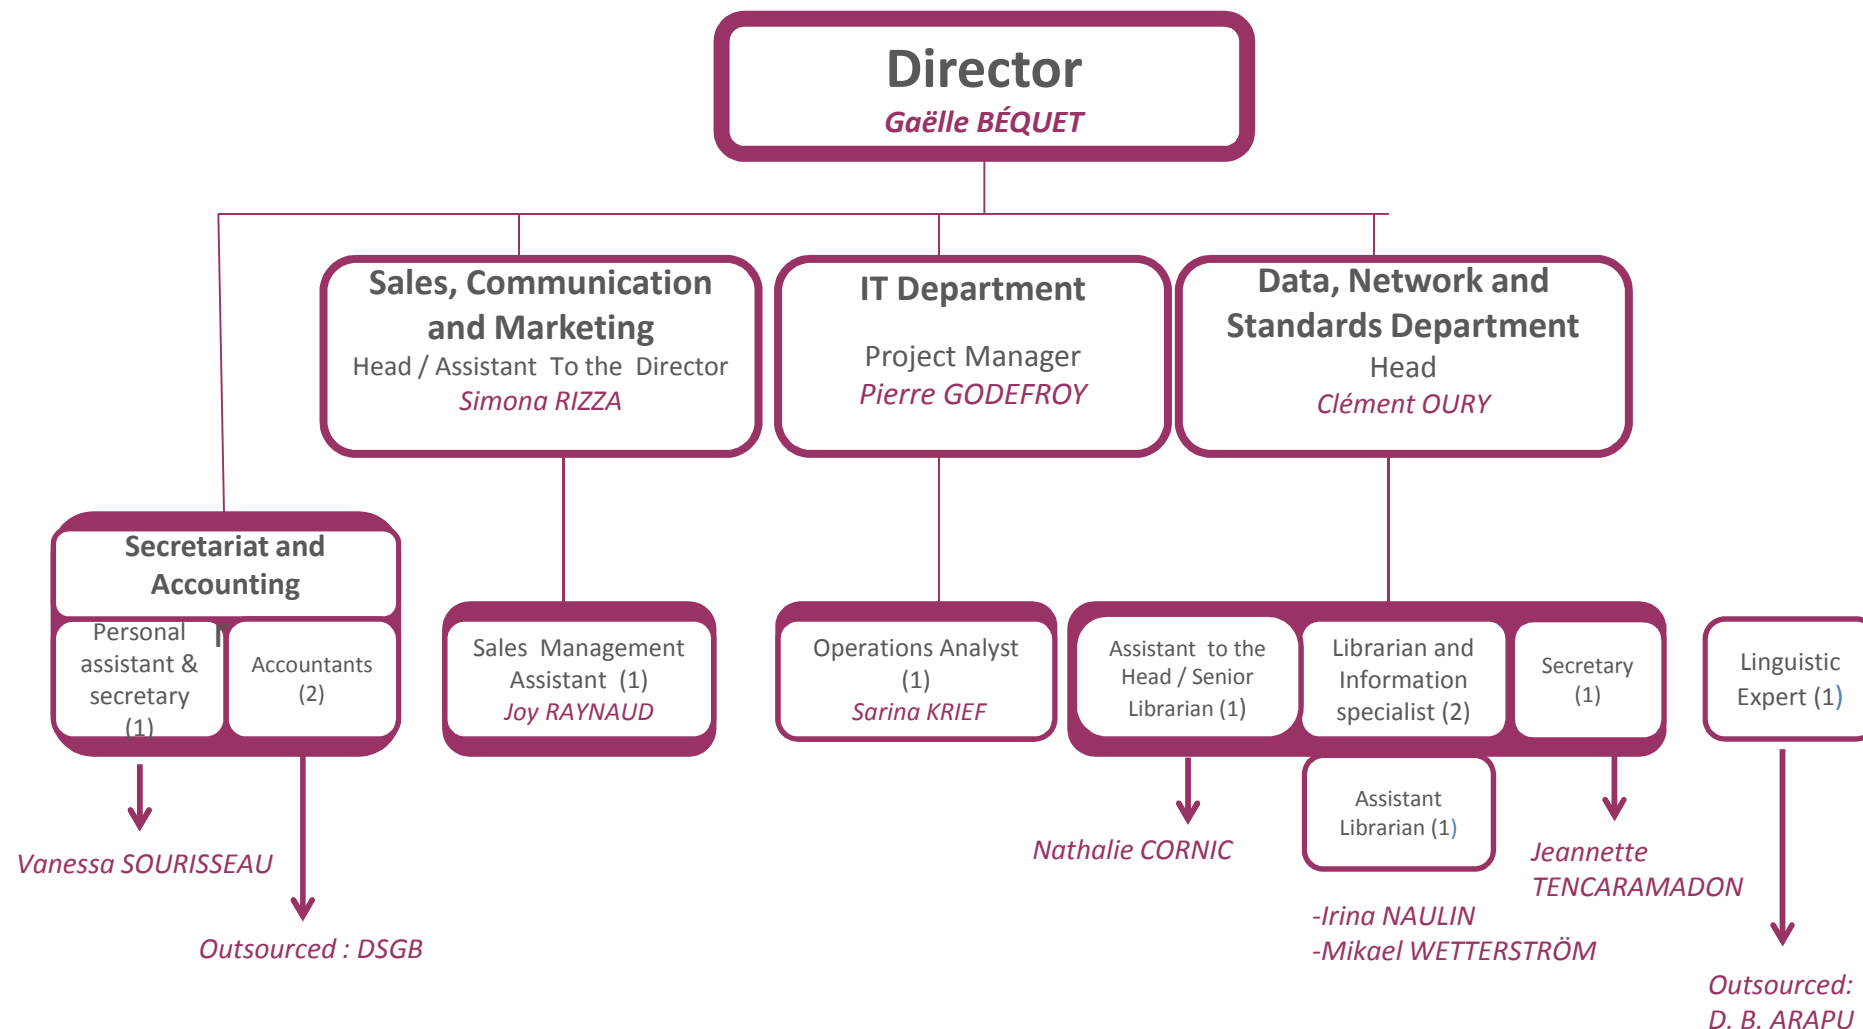 Director
Gaëlle BÉQUET
Sales, Communication
and Marketing
Head / Assistant To the Director
Simona RIZZA
IT Department
Project Manager
Pierre GODEFROY
Data, Network and
Standards Department
Head
Clément OURY
Secretariat and
Accounting
Personal
assistant &
secretary
(1)
Accountants
(2)
Sales Management
Assistant (1)
Joy RAYNAUD
Operations Analyst
(1)
Sarina KRIEF
Assistant to the
Head / Senior
Librarian (1)
Librarian and
Information
specialist (2)
Secretary
(1)
Linguistic
Expert (1)
Assistant
Librarian (1)
Vanessa SOURISSEAU
Outsourced : DSGB
Nathalie CORNIC
-Irina NAULIN
-Mikael WETTERSTRÖM
Jeannette
TENCARAMADON
Outsourced:
D. B. ARAPU